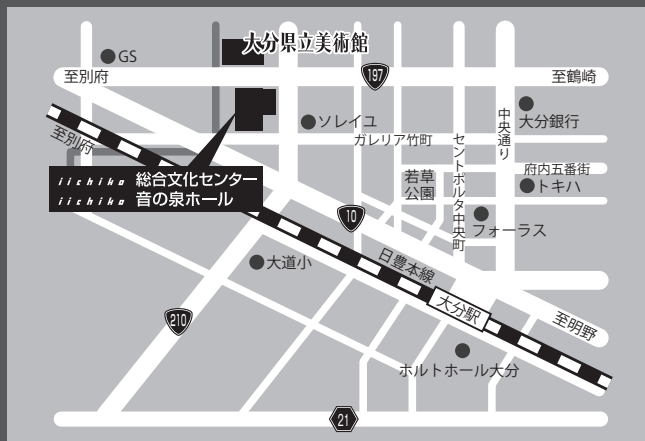 大分県立美術館
GS
至別府
197
至鶴崎
大分銀行
中央通り
ソレイユ
ガレリア竹町
セントポルタ中央町
府内五番街
トキハ
至別府
若草
公園
iichiko 総合文化センター
iichiko 音の泉ホール
10
フォーラス
日豊本線
大道小
大分駅
210
至明野
ホルトホール大分
21